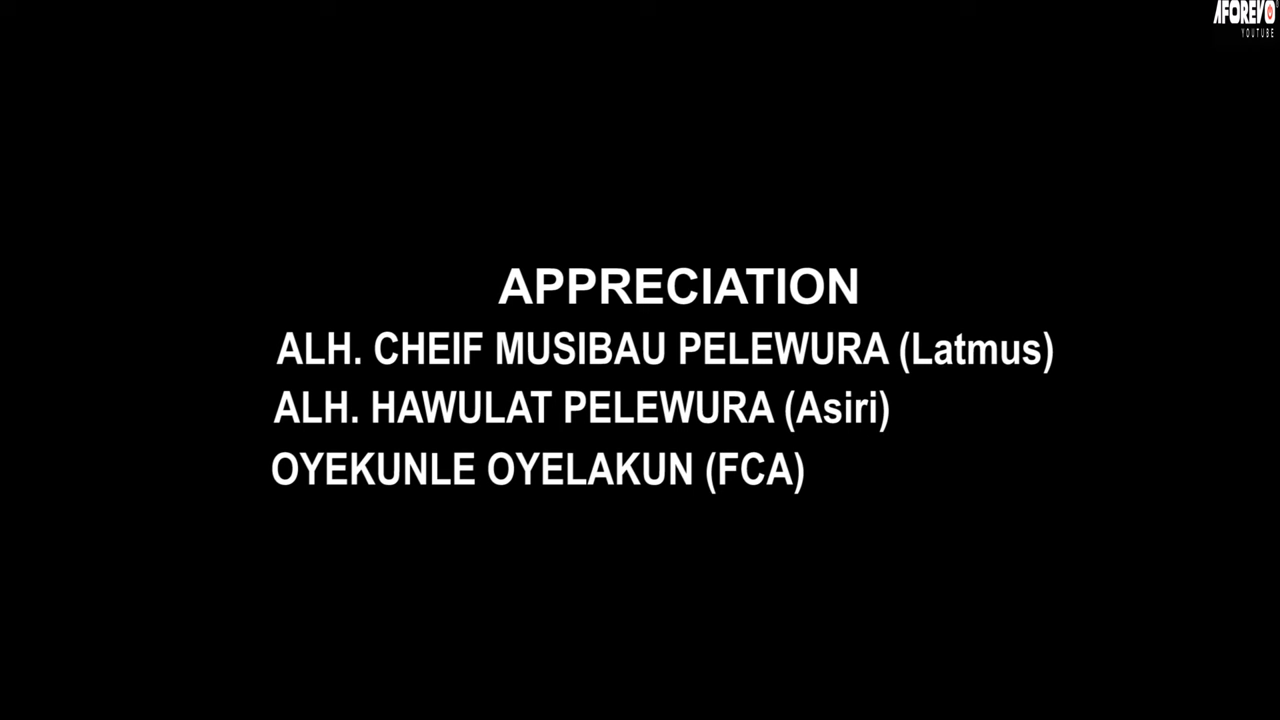 AFOREVO
YOUTUBE
APPRECIATION
ALH. CHEIF MUSIBAU PELEWURA (Latmus)
ALH. HAWULAT PELEWURA (Asiri)
OYEKUNLE OYELAKUN (FCA)